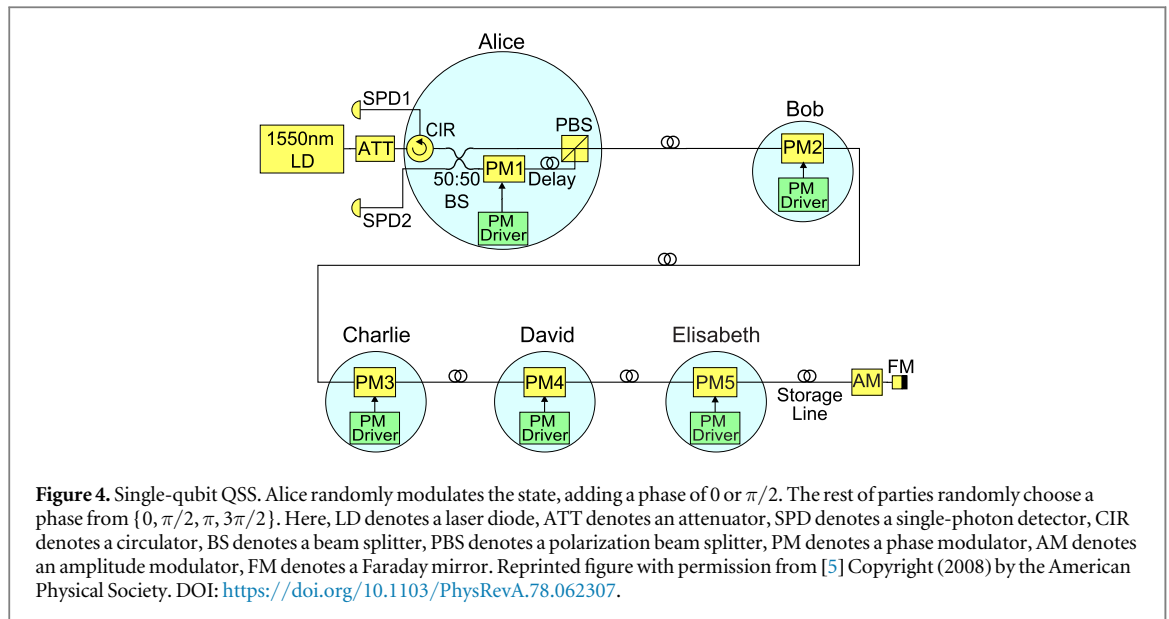 Alice
SPD1
1550nm
LD
ATT
CIR
PBS
PM1
50:50
BS
Delay
SPD2
PM
Driver
Bob
PM2
PM
Driver
Charlie
David
Elisabeth
PM3
PM4
PM5
Storage
Line
AM
FM
PM
Driver
PM
Driver
PM
Driver
Figure 4. Single-qubit QSS. Alice randomly modulates the state, adding a phase of 0 or π/2. The rest of parties randomly choose a
phase from {0, π/2, π, 3π/2}. Here, LD denotes a laser diode, ATT denotes an attenuator, SPD denotes a single-photon detector, CIR
denotes a circulator, BS denotes a beam splitter, PBS denotes a polarization beam splitter, PM denotes a phase modulator, AM denotes
an amplitude modulator, FM denotes a Faraday mirror. Reprinted figure with permission from [5] Copyright (2008) by the American
Physical Society. DOI: https://doi.org/10.1103/PhysRevA.78.062307.